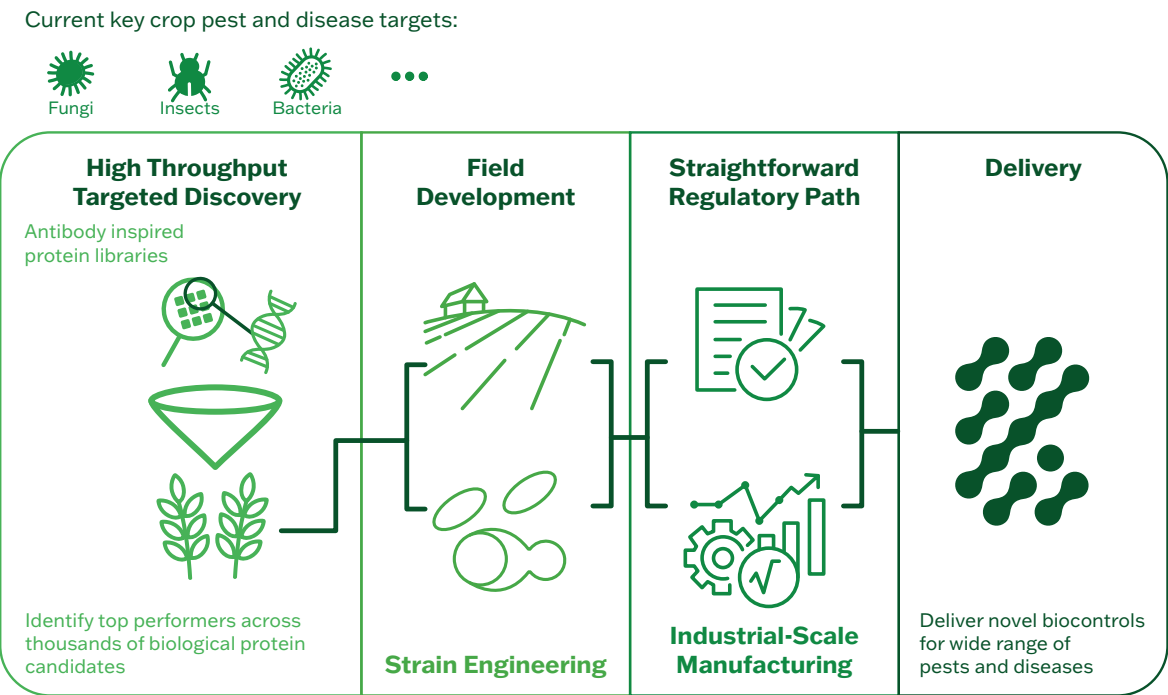 Current key crop pest and disease targets:
Fungi
Insects
Bacteria
High Throughput
Targeted Discovery
Antibody inspired
protein libraries
Identify top performers across
thousands of biological protein
candidates
Field
Development
Strain Engineering
Straightforward
Regulatory Path
Industrial-Scale
Manufacturing
Delivery
Deliver novel biocontrols
for wide range of
pests and diseases